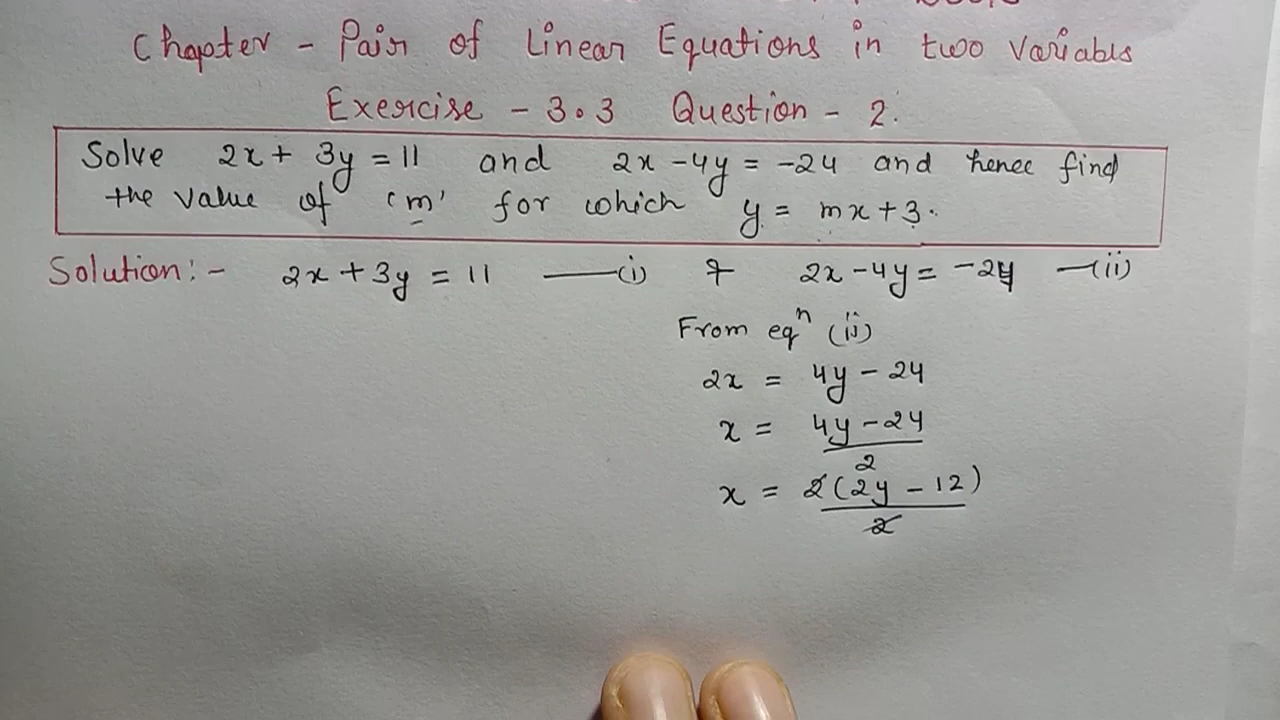 Chapter - Pair of Linear Equations in two Variabls
Exercise - 3.3 Question - 2.
Solve 2x + 3y = 11 and 2x - 4y = -24 and hence find
the value of 'm' for which y = mx + 3.
Solution:- 2x + 3y = 11 —(i) & 2x - 4y = -24 —(ii)
From eqⁿ (ii)
2x = 4y - 24
x = 4y - 24
2
x = 2(2y - 12)
2